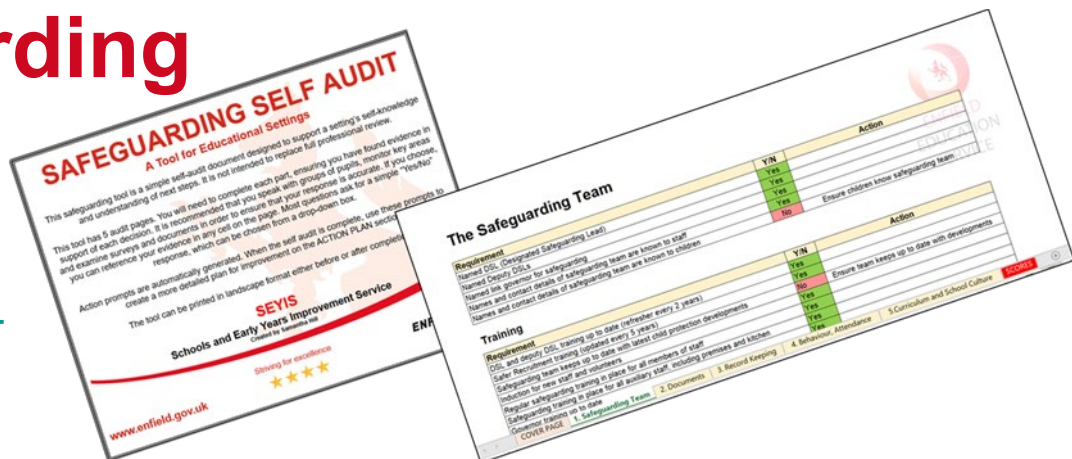 rding
SAFEGUARDING SELF AUDIT
A Tool for Educational Settings
This safeguarding tool is a simple self-audit document designed to support a setting's self-knowledge
and understanding of next steps. It is not intended to replace full professional review.
This tool has 5 audit pages. You will need to complete each part, ensuring you have found evidence in
support of each decision. It is recommended that you speak with groups of pupils, monitor key areas
and examine surveys and documents in order to ensure that your response is accurate. If you choose,
you can reference your evidence in any cell on the page. Most questions ask for a simple "Yes/No"
response, which can be chosen from a drop-down box.
Action prompts are automatically generated. When the self audit is complete, use these prompts to
create a more detailed plan for improvement on the ACTION PLAN
The tool can be printed in landscape format either before or after
SEYIS
Schools and Early Years Improvement Service
Created by Samantha Hill
Striving for excellence
www.enfield.gov.uk
The Safeguarding Team
Requirement Y/N Action
Named DSL (Designated Safeguarding Lead) Yes
Named Deputy DSLs Yes
Named link governor for safeguarding Yes
Names and contact details of safeguarding team are known to staff Yes
Names and contact details of safeguarding team are known to children No Ensure children know safeguarding team
Training
Requirement Y/N Action
DSL and deputy DSL training up to date (refresher every 2 years) Yes
Safer Recruitment training (updated every 5 years) Yes
Safeguarding team keeps up to date with latest child protection developments No Ensure team keeps up to date with developments
Induction for new staff and volunteers Yes
Regular safeguarding training in place for all members of staff Yes
Safeguarding training in place for all auxiliary staff, including premises and kitchen Yes
Governor training up to date Yes
COVER PAGE 1. Safeguarding Team 2. Documents 3. Record Keeping 4. Behaviour, Attendance 5.Curriculum and School Culture SCORES